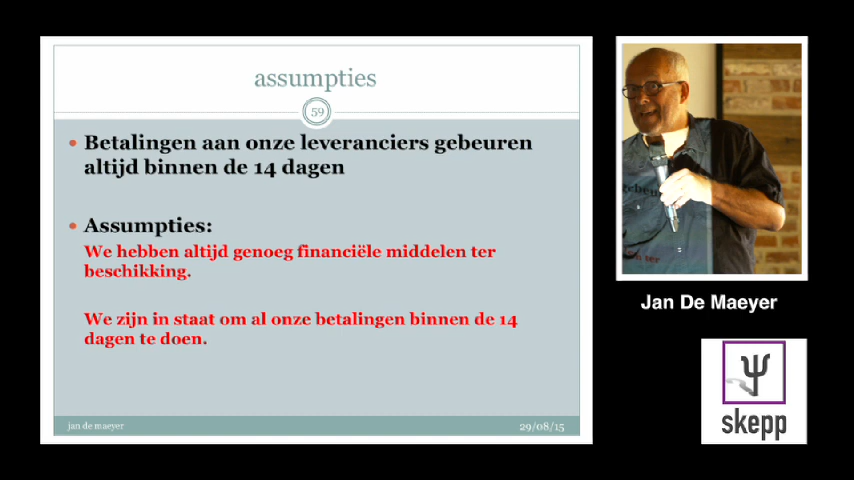 assumpties
59
Betalingen aan onze leveranciers gebeuren
altijd binnen de 14 dagen
Assumpties:
We hebben altijd genoeg financiële middelen ter
beschikking.
We zijn in staat om al onze betalingen binnen de 14
dagen te doen.
jan de maeyer
29/08/15
Jan De Maeyer
skepp